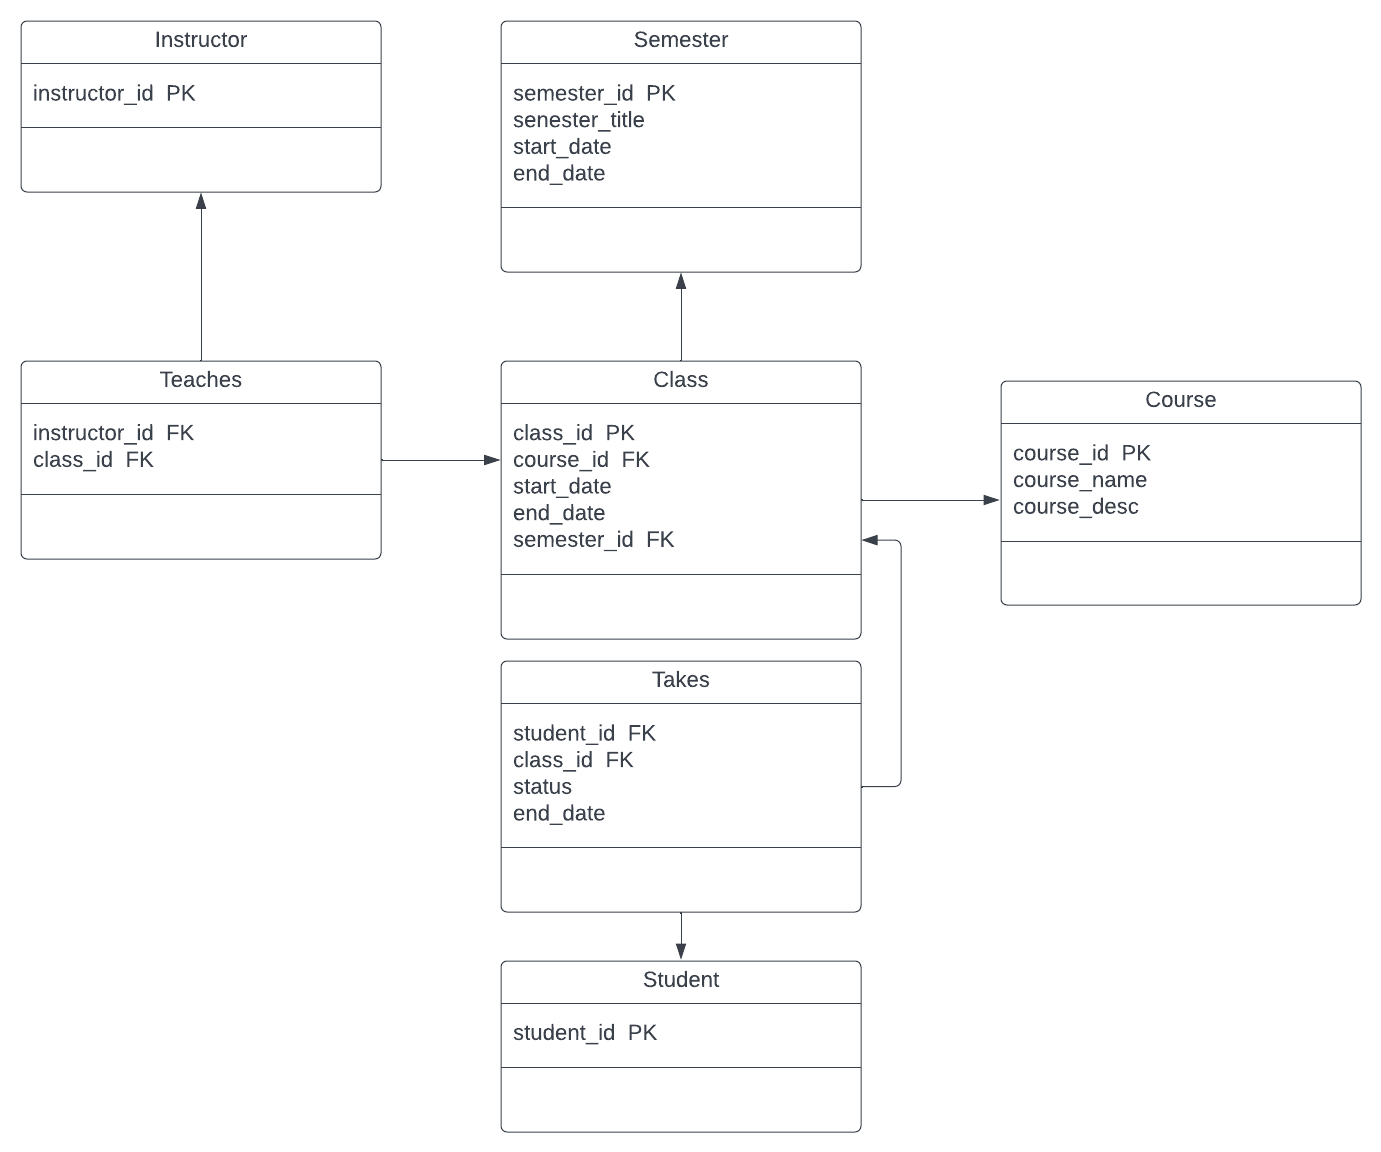 Instructor
instructor_id PK
Semester
semester_id PK
senester_title
start_date
end_date
Teaches
instructor_id FK
class_id FK
Class
class_id PK
course_id FK
start_date
end_date
semester_id FK
Course
course_id PK
course_name
course_desc
Takes
student_id FK
class_id FK
status
end_date
Student
student_id PK